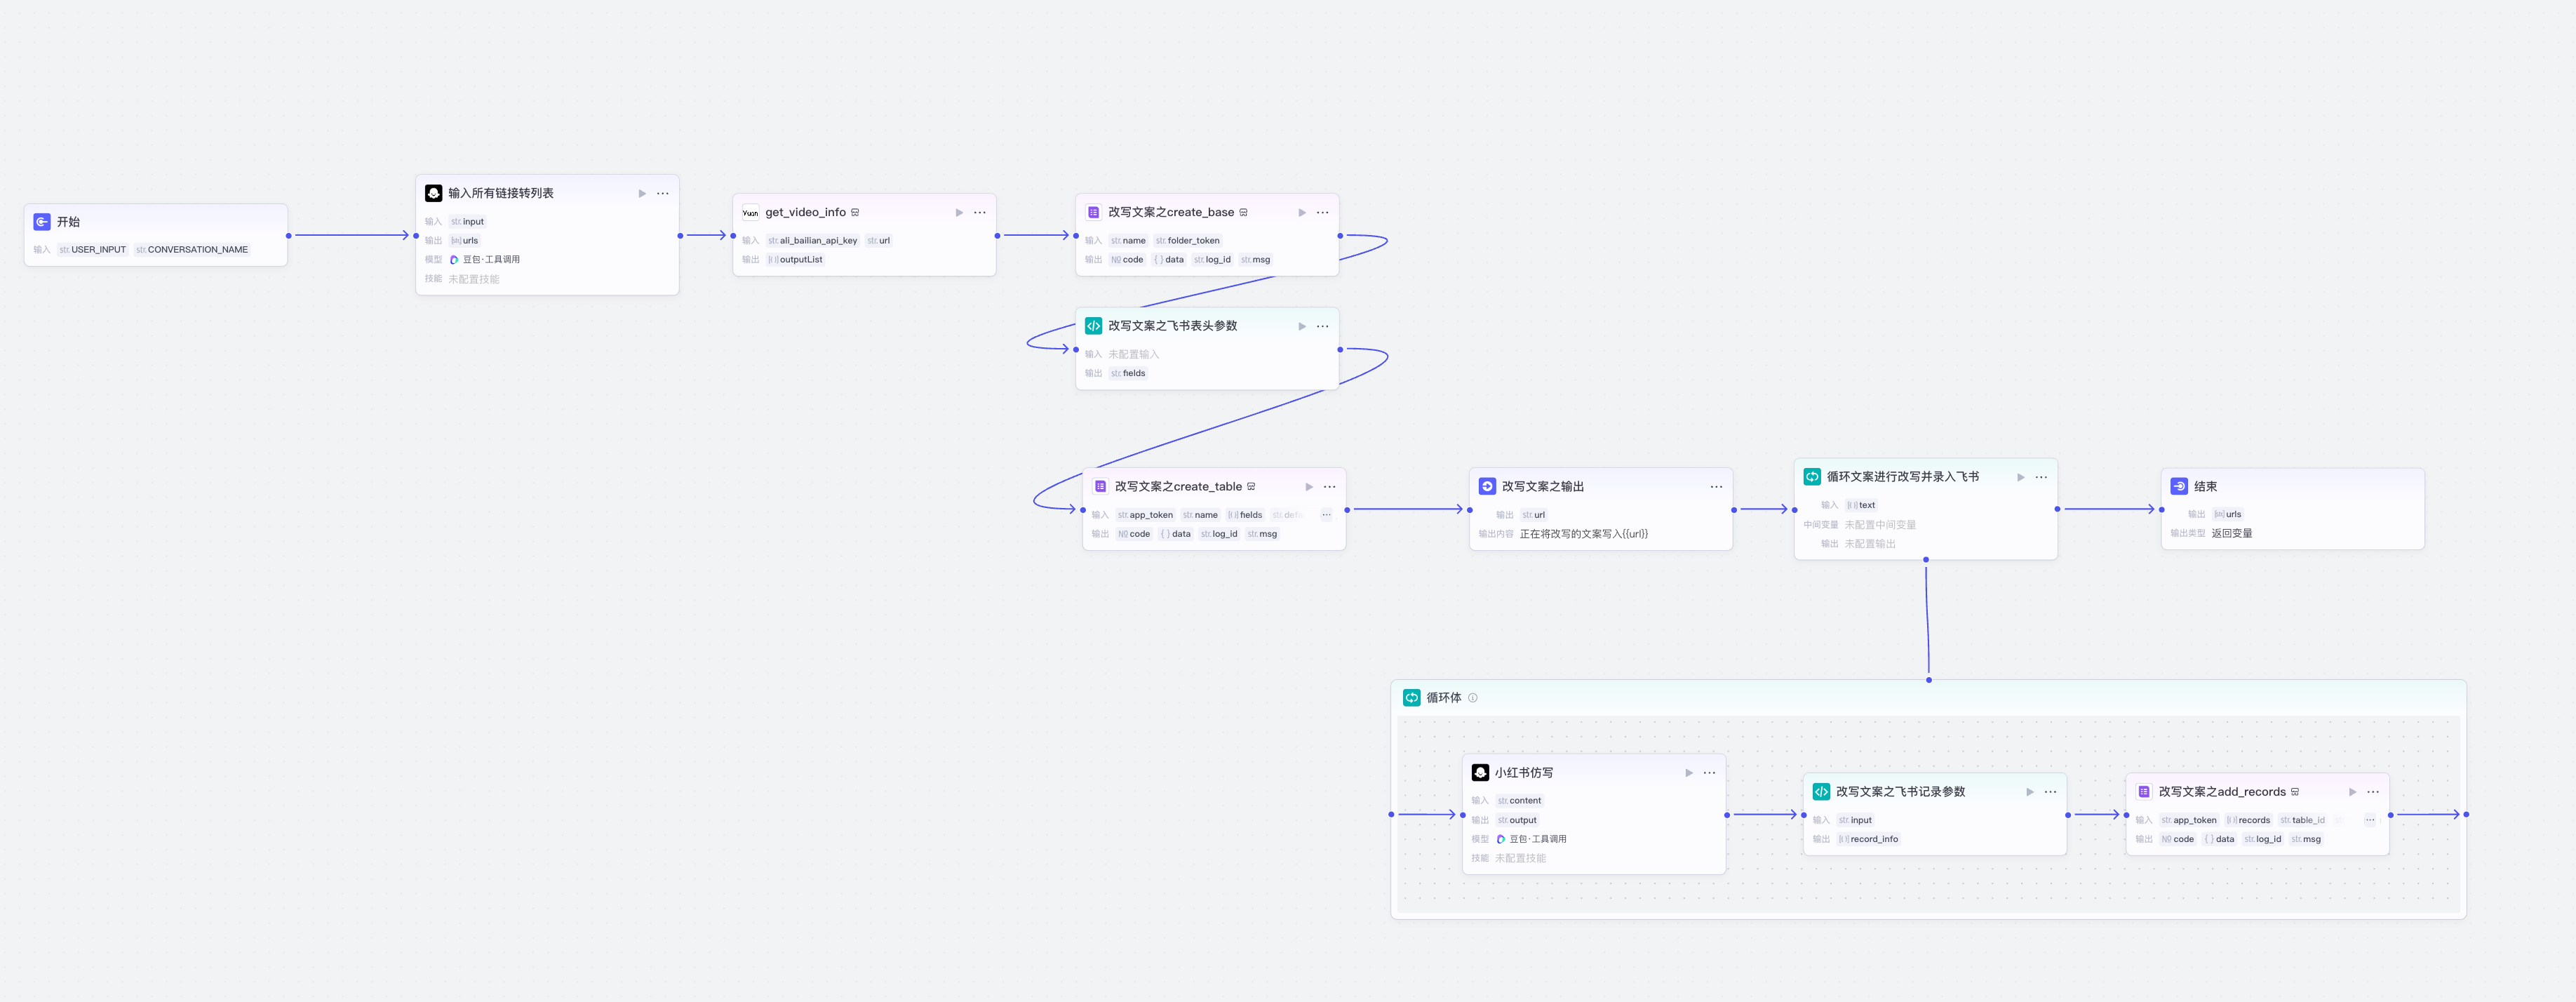 开始
输入 str. USER_INPUT str. CONVERSATION_NAME
输入所有链接转列表
输入 str. input
输出 urls
模型 豆包·工具调用
技能 未配置技能
Yuan get_video_info
输入 str. ali_bailian_api_key str. url
输出 outputList
改写文案之create_base
输入 str. name str. folder_token
输出 code data str. log_id str. msg
改写文案之飞书表头参数
输入 未配置输入
输出 str. fields
改写文案之create_table
输入 str. app_token str. name fields str. defa ...
输出 code data str. log_id str. msg
改写文案之输出
输出 str. url
输出内容 正在将改写的文案写入{{url}}
循环文案进行改写并录入飞书
输入 text
中间变量 未配置中间变量
输出 未配置输出
结束
输出 urls
输出类型 返回变量
循环体
小红书仿写
输入 str. content
输出 str. output
模型 豆包·工具调用
技能 未配置技能
改写文案之飞书记录参数
输入 str. input
输出 record_info
改写文案之add_records
输入 str. app_token records str. table_id ...
输出 code data str. log_id str. msg